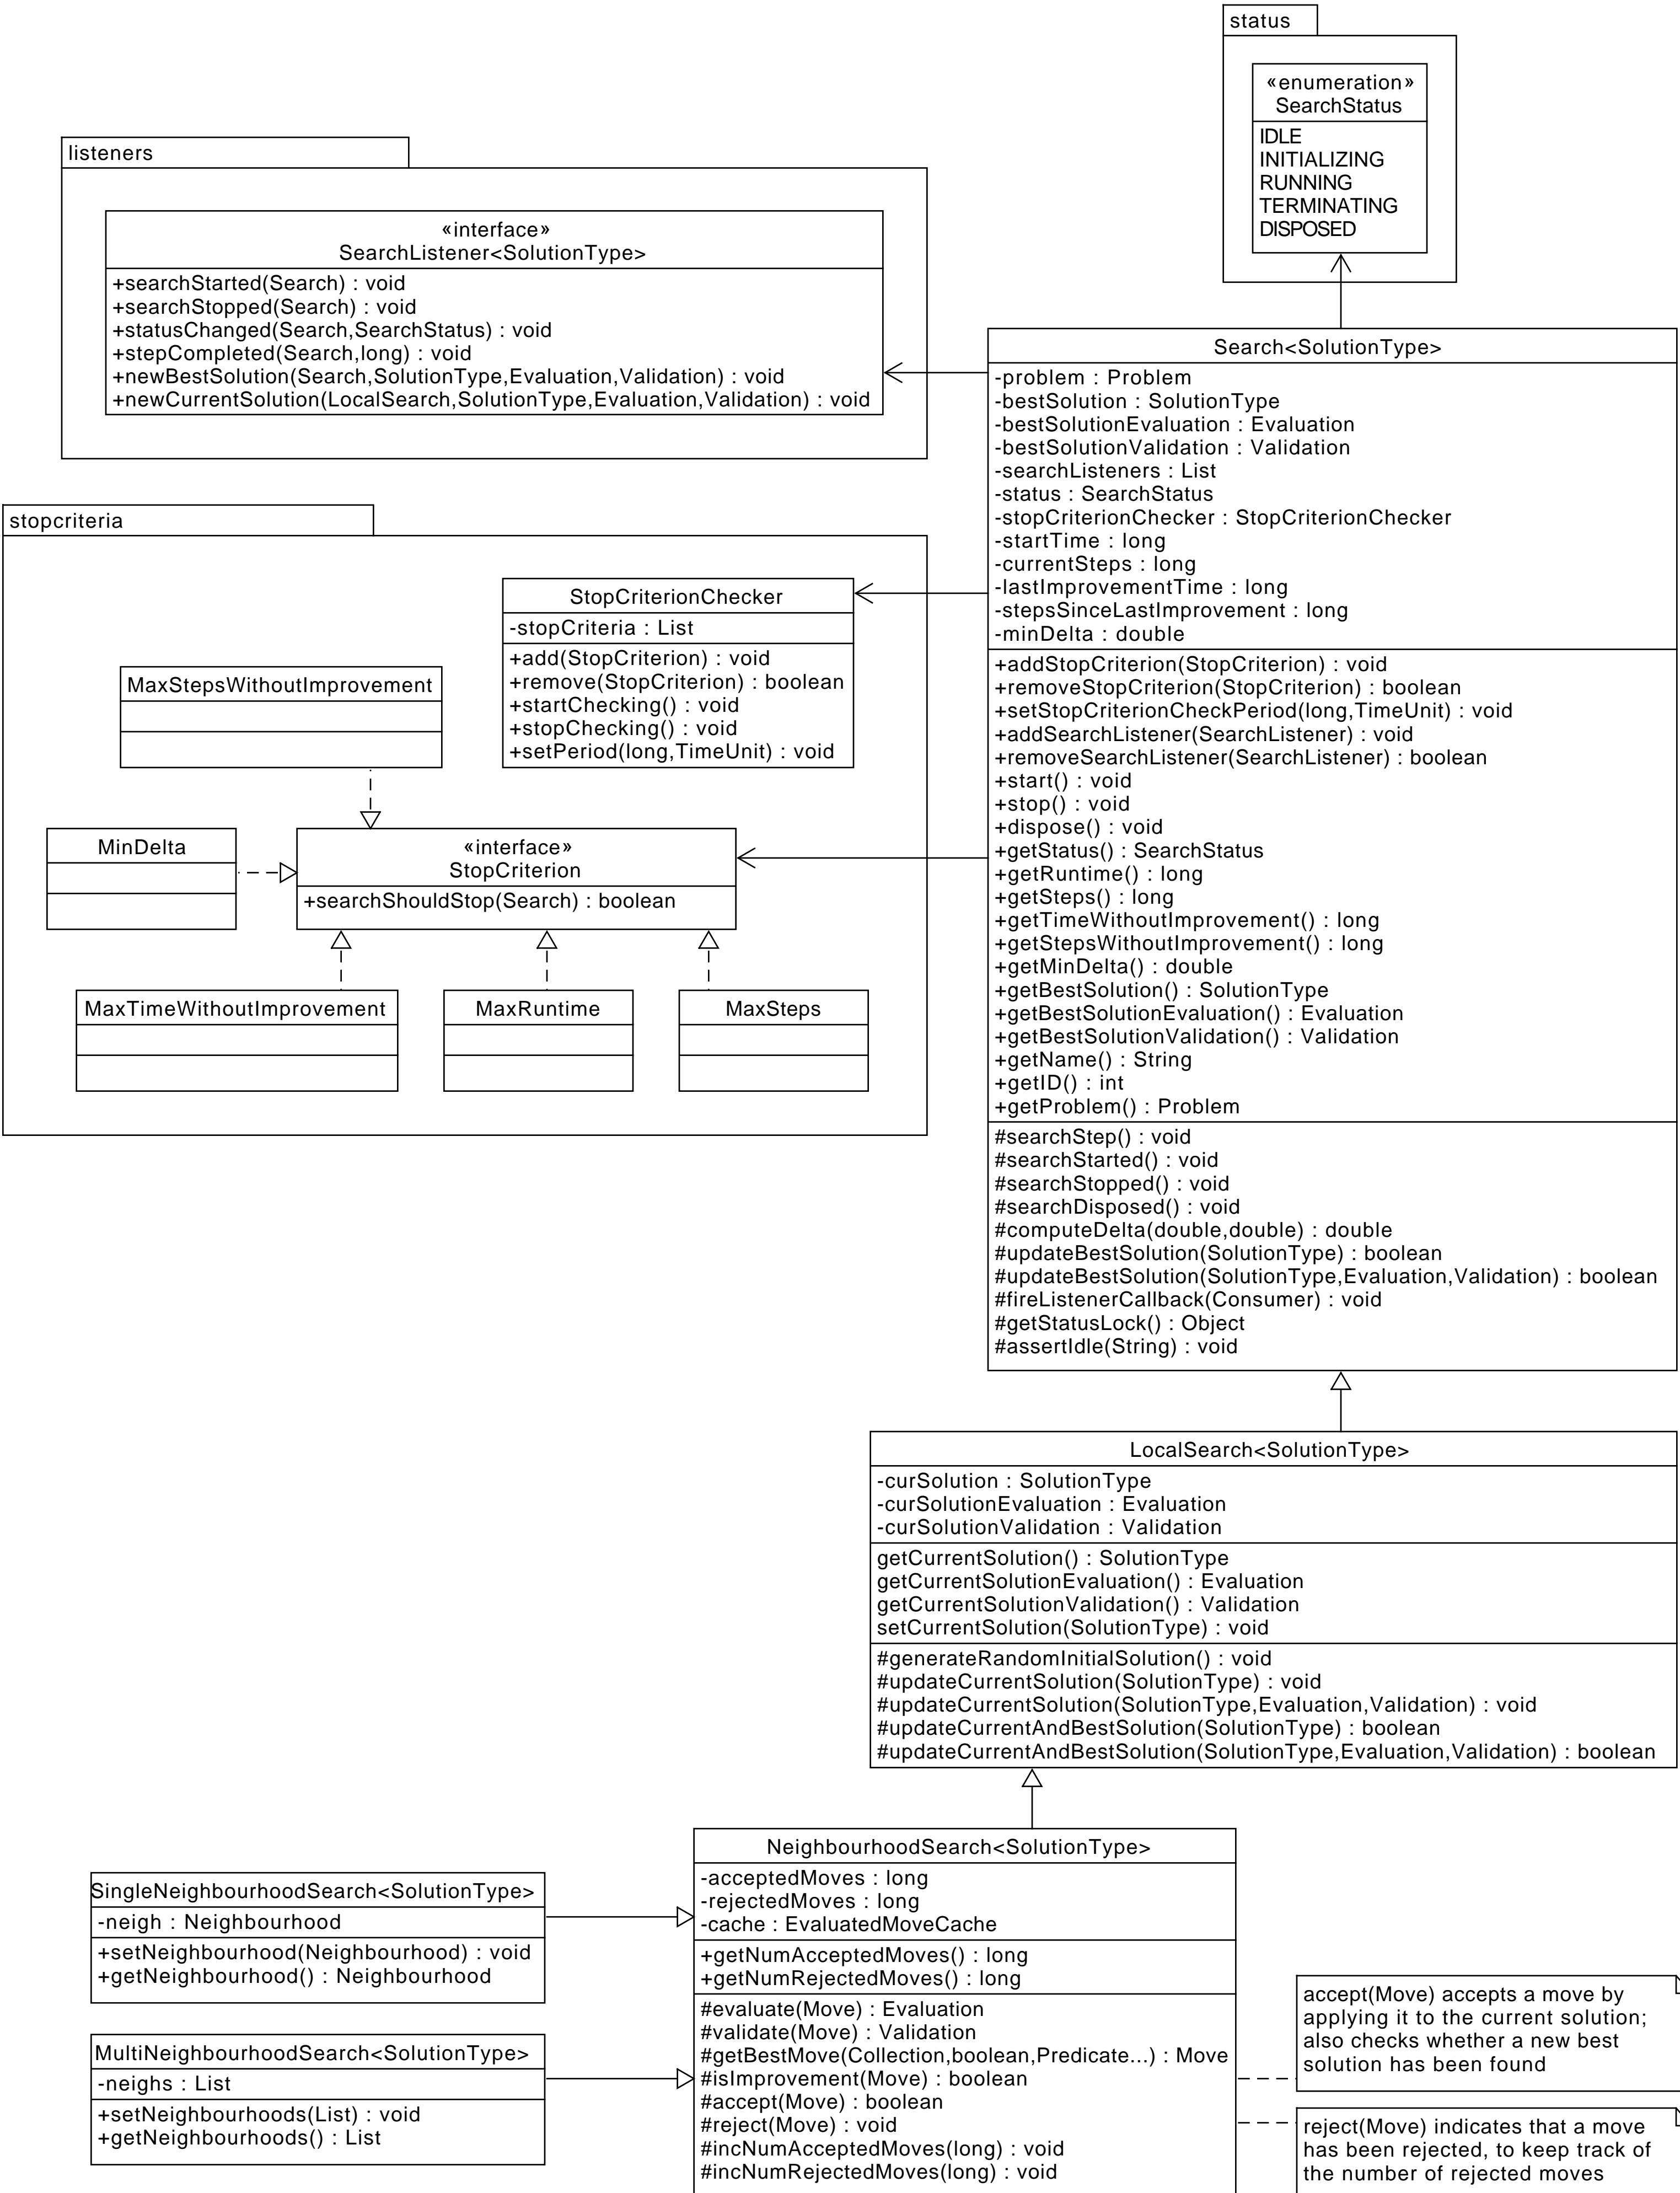 status
«enumeration»
SearchStatus
IDLE
INITIALIZING
RUNNING
TERMINATING
DISPOSED
listeners
«interface»
SearchListener<SolutionType>
+searchStarted(Search) : void
+searchStopped(Search) : void
+statusChanged(Search,SearchStatus) : void
+stepCompleted(Search,long) : void
+newBestSolution(Search,SolutionType,Evaluation,Validation) : void
+newCurrentSolution(LocalSearch,SolutionType,Evaluation,Validation) : void
Search<SolutionType>
-problem : Problem
-bestSolution : SolutionType
-bestSolutionEvaluation : Evaluation
-bestSolutionValidation : Validation
-searchListeners : List
-status : SearchStatus
-stopCriterionChecker : StopCriterionChecker
-startTime : long
-currentSteps : long
-lastImprovementTime : long
-stepsSinceLastImprovement : long
-minDelta : double
+addStopCriterion(StopCriterion) : void
+removeStopCriterion(StopCriterion) : boolean
+setStopCriterionCheckPeriod(long,TimeUnit) : void
+addSearchListener(SearchListener) : void
+removeSearchListener(SearchListener) : boolean
+start() : void
+stop() : void
+dispose() : void
+getStatus() : SearchStatus
+getRuntime() : long
+getSteps() : long
+getTimeWithoutImprovement() : long
+getStepsWithoutImprovement() : long
+getMinDelta() : double
+getBestSolution() : SolutionType
+getBestSolutionEvaluation() : Evaluation
+getBestSolutionValidation() : Validation
+getName() : String
+getID() : int
+getProblem() : Problem
#searchStep() : void
#searchStarted() : void
#searchStopped() : void
#searchDisposed() : void
#computeDelta(double,double) : double
#updateBestSolution(SolutionType) : boolean
#updateBestSolution(SolutionType,Evaluation,Validation) : boolean
#fireListenerCallback(Consumer) : void
#getStatusLock() : Object
#assertIdle(String) : void
stopcriteria
StopCriterionChecker
-stopCriteria : List
+add(StopCriterion) : void
+remove(StopCriterion) : boolean
+startChecking() : void
+stopChecking() : void
+setPeriod(long,TimeUnit) : void
MaxStepsWithoutImprovement
MinDelta
«interface»
StopCriterion
+searchShouldStop(Search) : boolean
MaxTimeWithoutImprovement
MaxRuntime
MaxSteps
LocalSearch<SolutionType>
-curSolution : SolutionType
-curSolutionEvaluation : Evaluation
-curSolutionValidation : Validation
getCurrentSolution() : SolutionType
getCurrentSolutionEvaluation() : Evaluation
getCurrentSolutionValidation() : Validation
setCurrentSolution(SolutionType) : void
#generateRandomInitialSolution() : void
#updateCurrentSolution(SolutionType) : void
#updateCurrentSolution(SolutionType,Evaluation,Validation) : void
#updateCurrentAndBestSolution(SolutionType) : boolean
#updateCurrentAndBestSolution(SolutionType,Evaluation,Validation) : boolean
NeighbourhoodSearch<SolutionType>
-acceptedMoves : long
-rejectedMoves : long
-cache : EvaluatedMoveCache
+getNumAcceptedMoves() : long
+getNumRejectedMoves() : long
#evaluate(Move) : Evaluation
#validate(Move) : Validation
#getBestMove(Collection,boolean,Predicate...) : Move
#isImprovement(Move) : boolean
#accept(Move) : boolean
#reject(Move) : void
#incNumAcceptedMoves(long) : void
#incNumRejectedMoves(long) : void
SingleNeighbourhoodSearch<SolutionType>
-neigh : Neighbourhood
+setNeighbourhood(Neighbourhood) : void
+getNeighbourhood() : Neighbourhood
MultiNeighbourhoodSearch<SolutionType>
-neighs : List
+setNeighbourhoods(List) : void
+getNeighbourhoods() : List
accept(Move) accepts a move by
applying it to the current solution;
also checks whether a new best
solution has been found
reject(Move) indicates that a move
has been rejected, to keep track of
the number of rejected moves